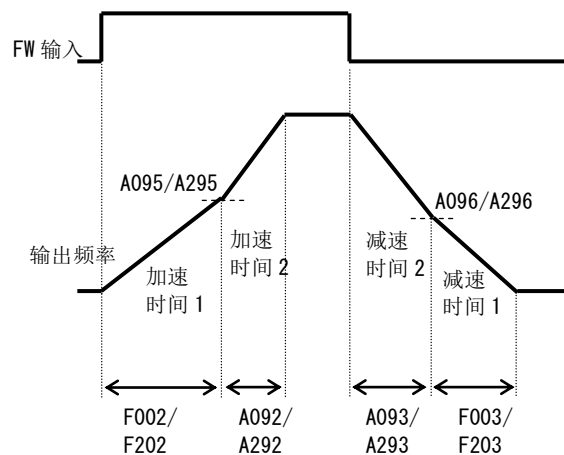 FW 输入
A095/A295
A096/A296
输出频率
加速
时间 1
加速
时间 2
减速
时间 2
减速
时间 1
F002/
F202
A092/
A292
A093/
A293
F003/
F203